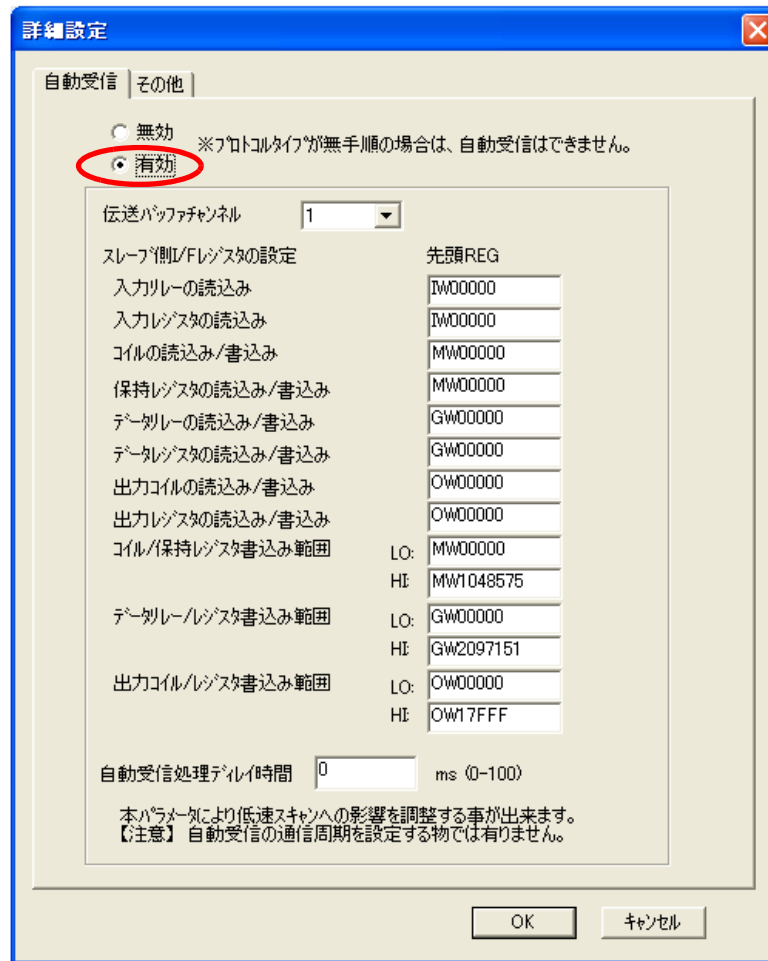 詳細設定
自動受信 その他
無効
※プロトコルタイプが無手順の場合は、自動受信はできません。
有効
伝送バッファチャンネル 1
スレーブ側I/Fレジスタの設定 先頭REG
入力リレーの読込み IW00000
入力レジスタの読込み IW00000
コイルの読込み/書込み MW00000
保持レジスタの読込み/書込み MW00000
データリレーの読込み/書込み GW00000
データレジスタの読込み/書込み GW00000
出力コイルの読込み/書込み OW00000
出力レジスタの読込み/書込み OW00000
コイル/保持レジスタ書込み範囲 LO: MW00000
HI: MW1048575
データリレー/レジスタ書込み範囲 LO: GW00000
HI: GW2097151
出力コイル/レジスタ書込み範囲 LO: OW00000
HI: OW17FFF
自動受信処理ディレイ時間 0 ms (0-100)
本パラメータにより低速スキャンへの影響を調整する事が出来ます。
【注意】 自動受信の通信周期を設定する物では有りません。
OK キャンセル